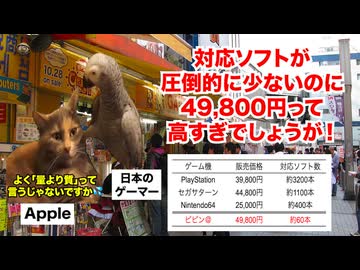 対応ソフトが
圧倒的に少ないのに
49,800円って
高すぎでしょうが！
computers
10.28
on SALE!
よく「量より質」って
言うじゃないですか
日本の
ゲーマー
Apple
ゲーム機 販売価格 対応ソフト数
PlayStation 39,800円 約3200本
セガサターン 44,800円 約1100本
Nintendo64 25,000円 約400本
ピピン@ 49,800円 約60本